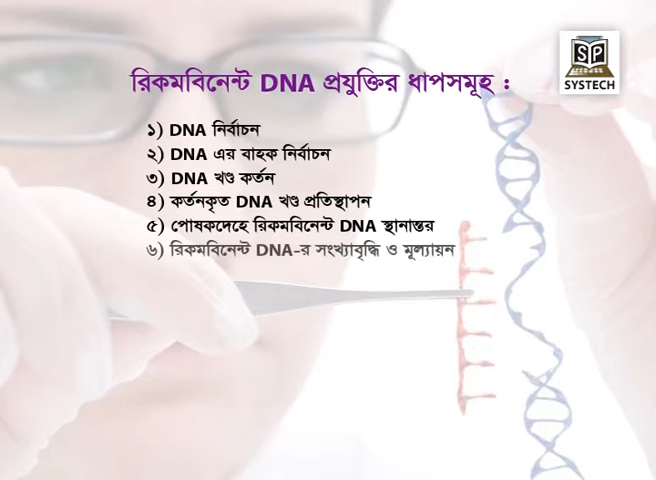 রিকমবিনেন্ট DNA প্রযুক্তির ধাপসমূহ :
SP
SYSTECH
১) DNA নির্বাচন
২) DNA এর বাহক নির্বাচন
৩) DNA খণ্ড কর্তন
৪) কর্তনকৃত DNA খণ্ড প্রতিস্থাপন
৫) পোষকদেহে রিকমবিনেন্ট DNA স্থানান্তর
৬) রিকমবিনেন্ট DNA-র সংখ্যাবৃদ্ধি ও মূল্যায়ন